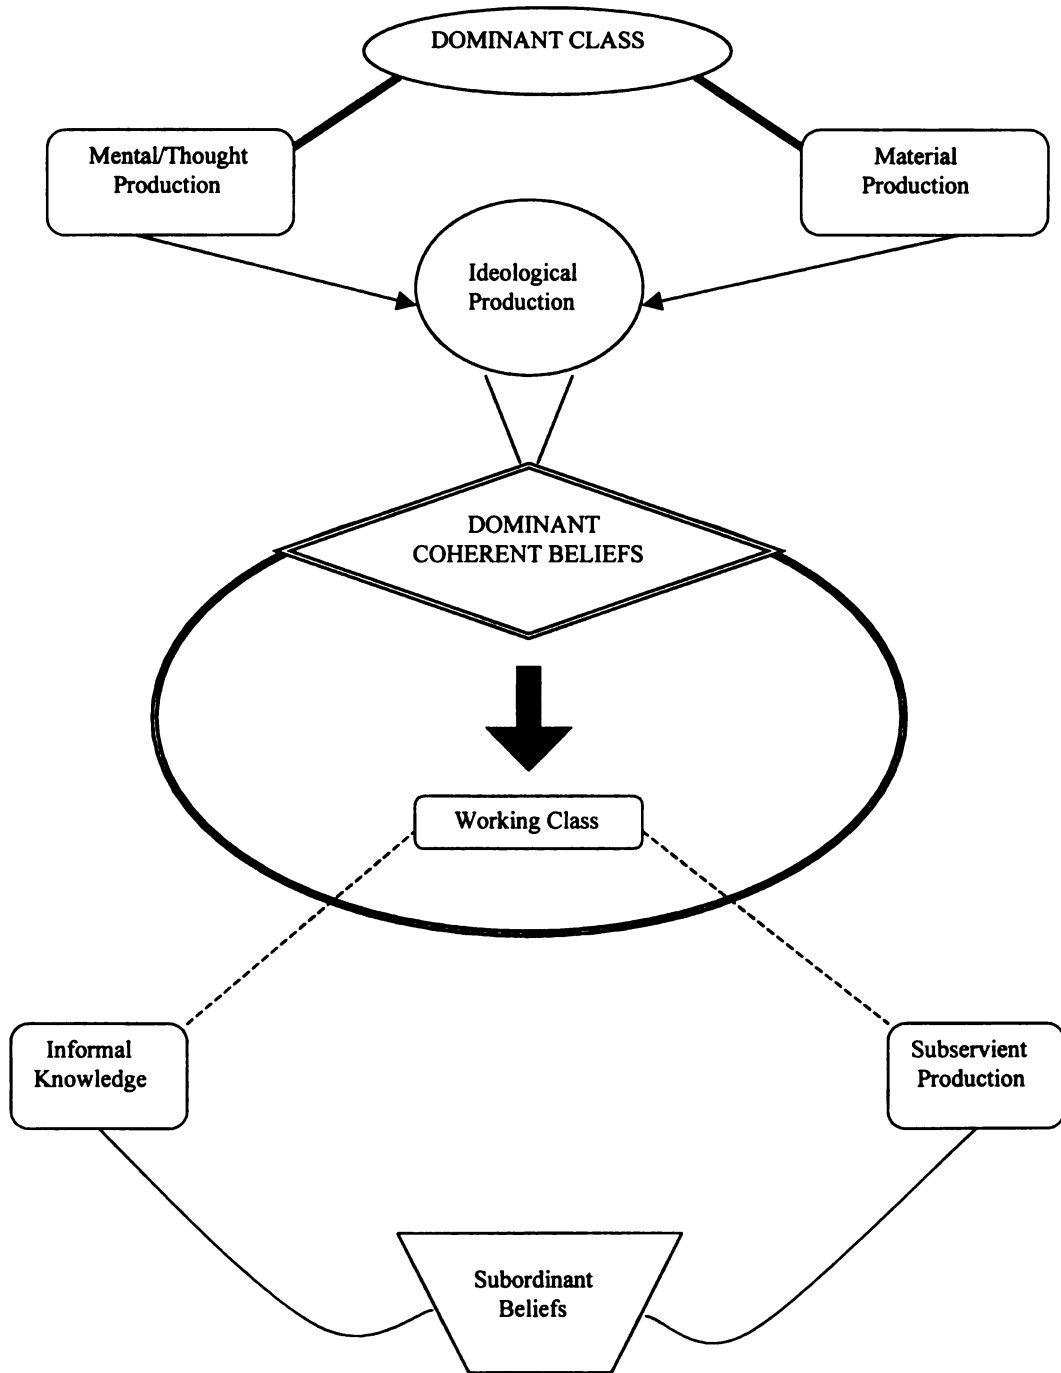 DOMINANT CLASS
Mental/Thought
Production
Material
Production
Ideological
Production
DOMINANT
COHERENT BELIEFS
Working Class
Informal
Knowledge
Subservient
Production
Subordinant
Beliefs